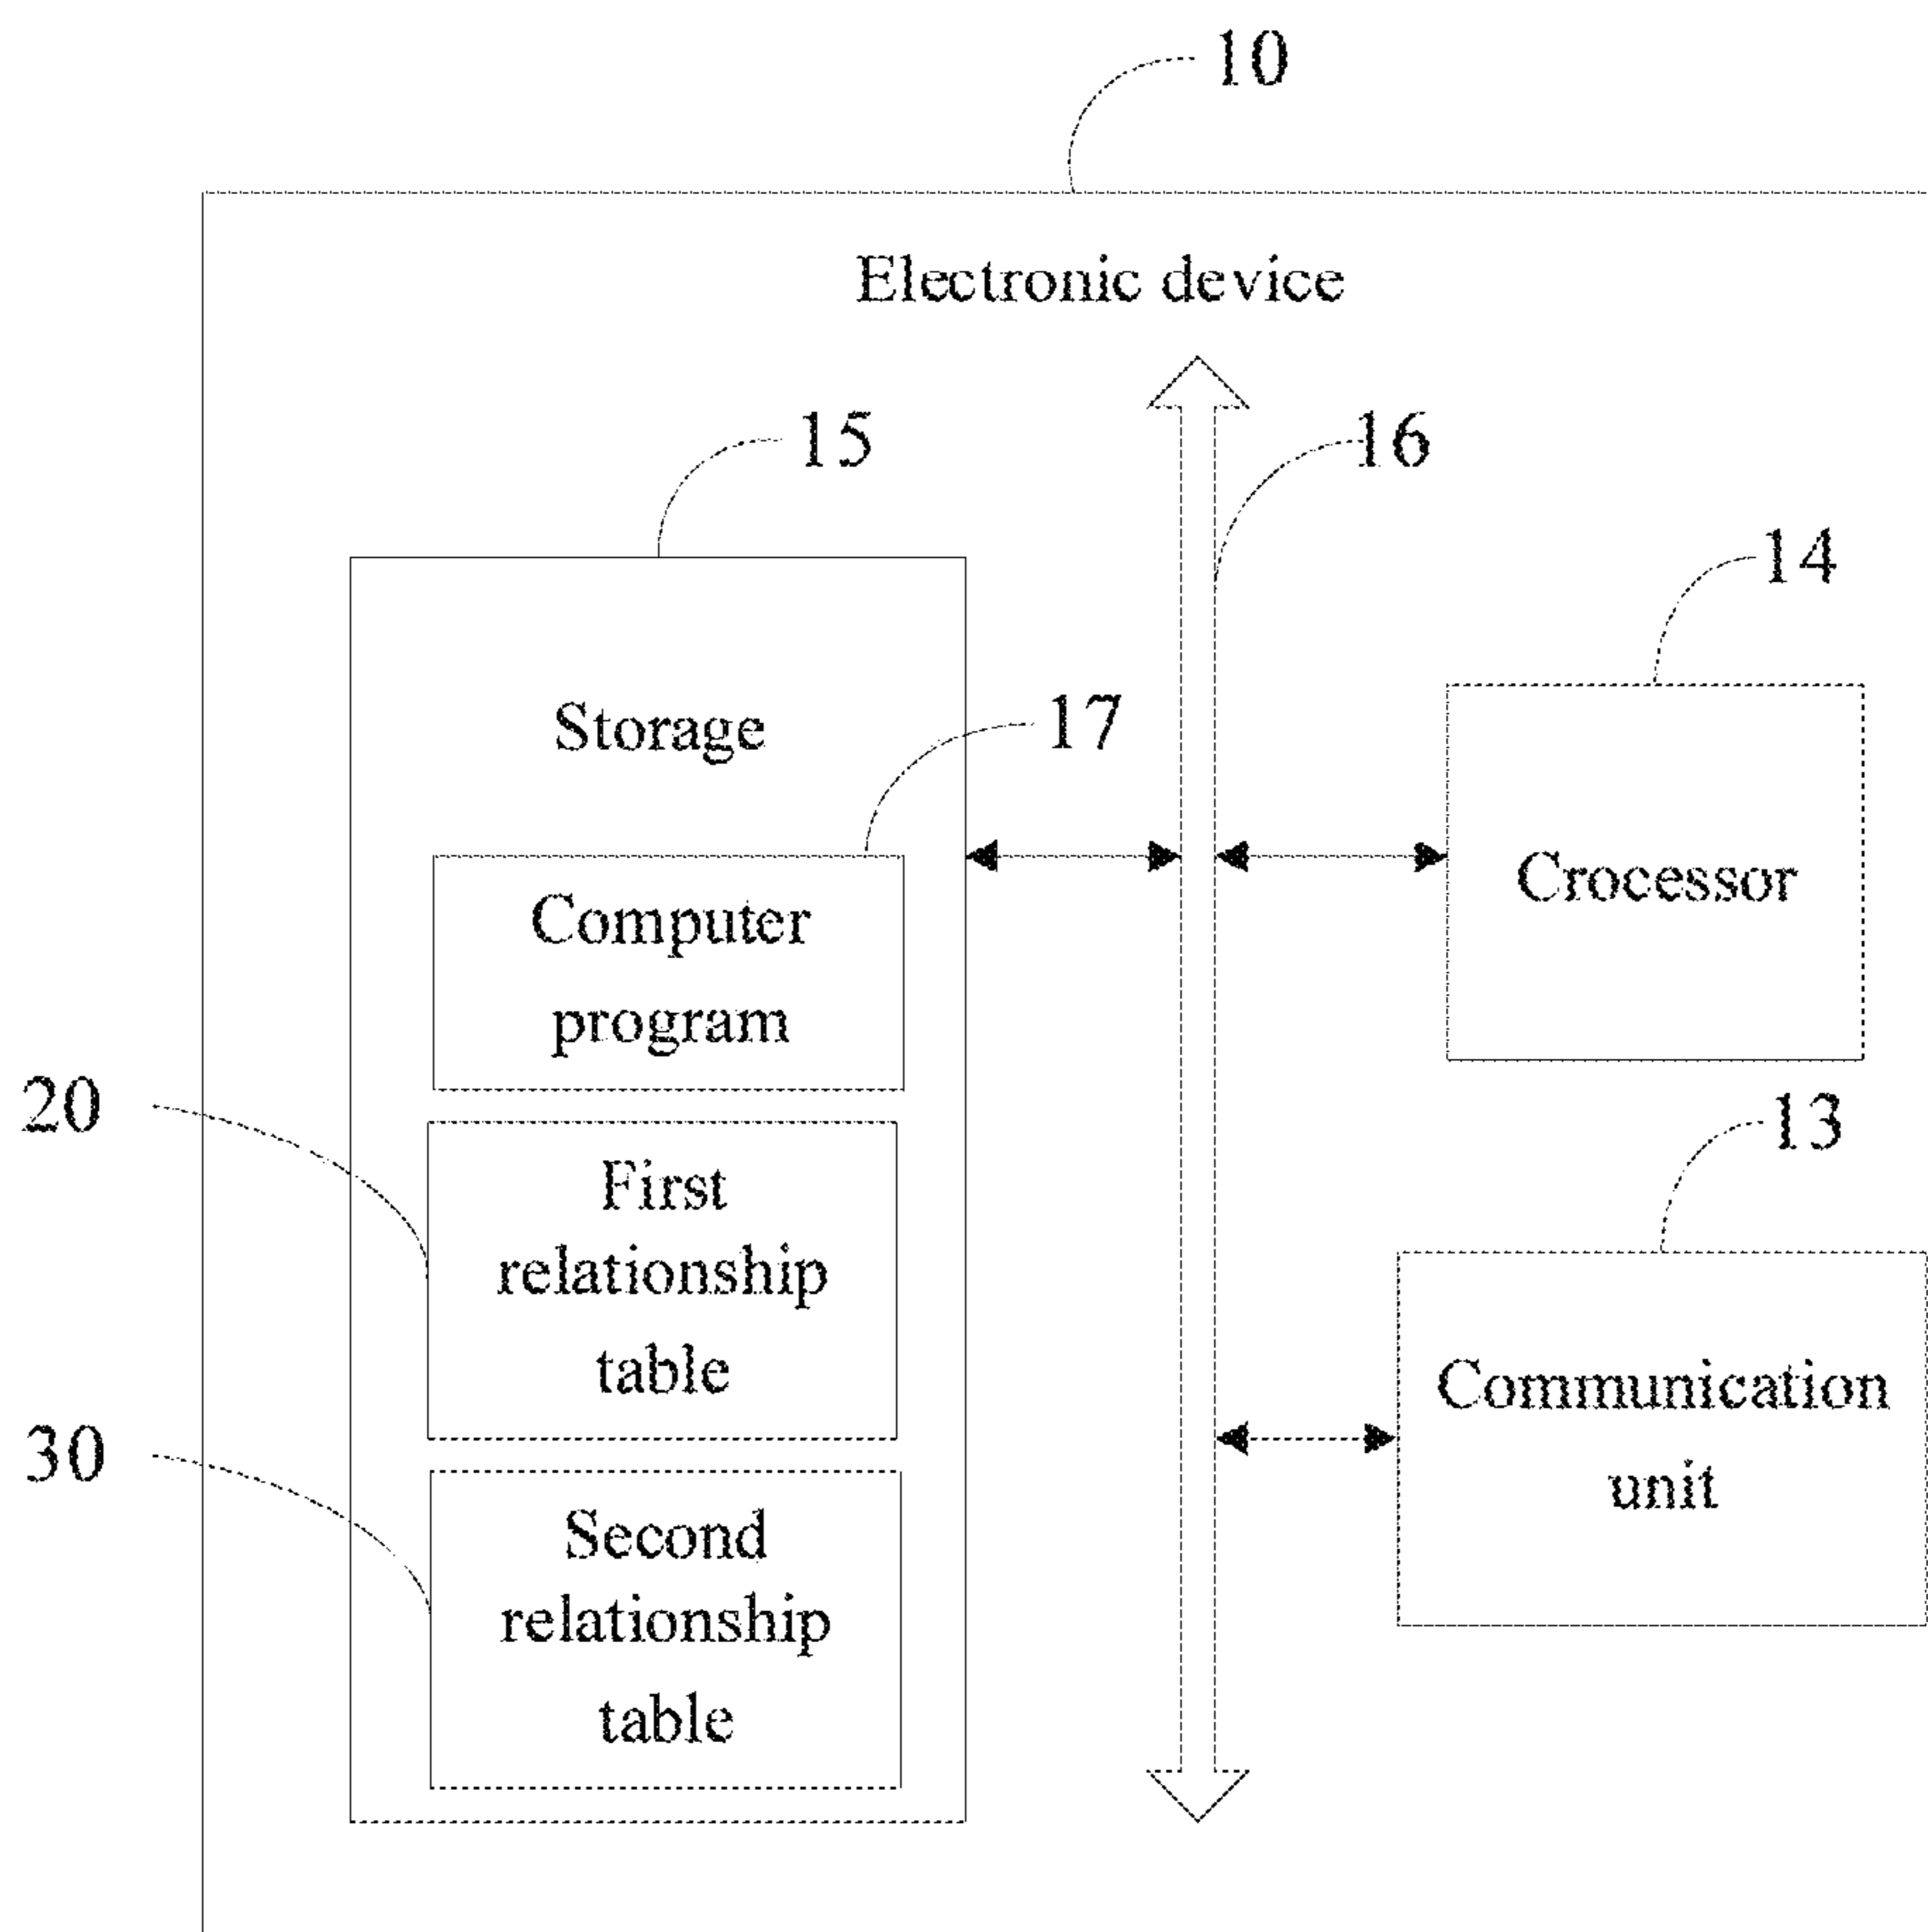 10
Electronic device
15
16
14
Storage
17
Crocessor
Computer
program
20
13
First
relationship
table
Communication
unit
30
Second
relationship
table